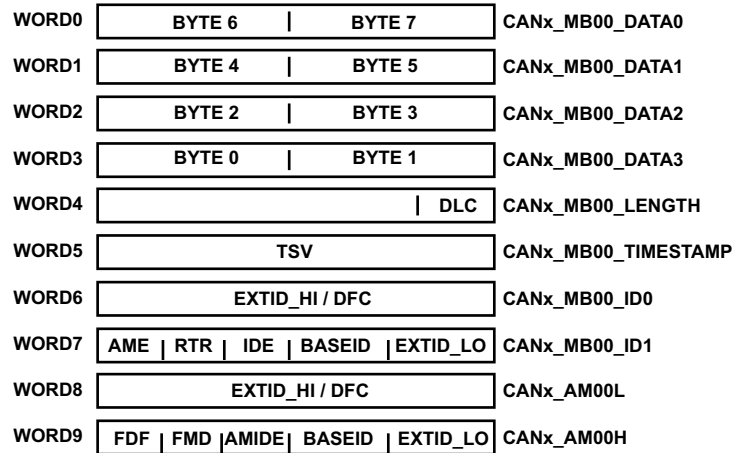 WORD0 BYTE 6 | BYTE 7 CANx_MB00_DATA0
WORD1 BYTE 4 | BYTE 5 CANx_MB00_DATA1
WORD2 BYTE 2 | BYTE 3 CANx_MB00_DATA2
WORD3 BYTE 0 | BYTE 1 CANx_MB00_DATA3
WORD4 | DLC CANx_MB00_LENGTH
WORD5 TSV CANx_MB00_TIMESTAMP
WORD6 EXTID_HI / DFC CANx_MB00_ID0
WORD7 AME | RTR | IDE | BASEID | EXTID_LO CANx_MB00_ID1
WORD8 EXTID_HI / DFC CANx_AM00L
WORD9 FDF | FMD | AMIDE | BASEID | EXTID_LO CANx_AM00H